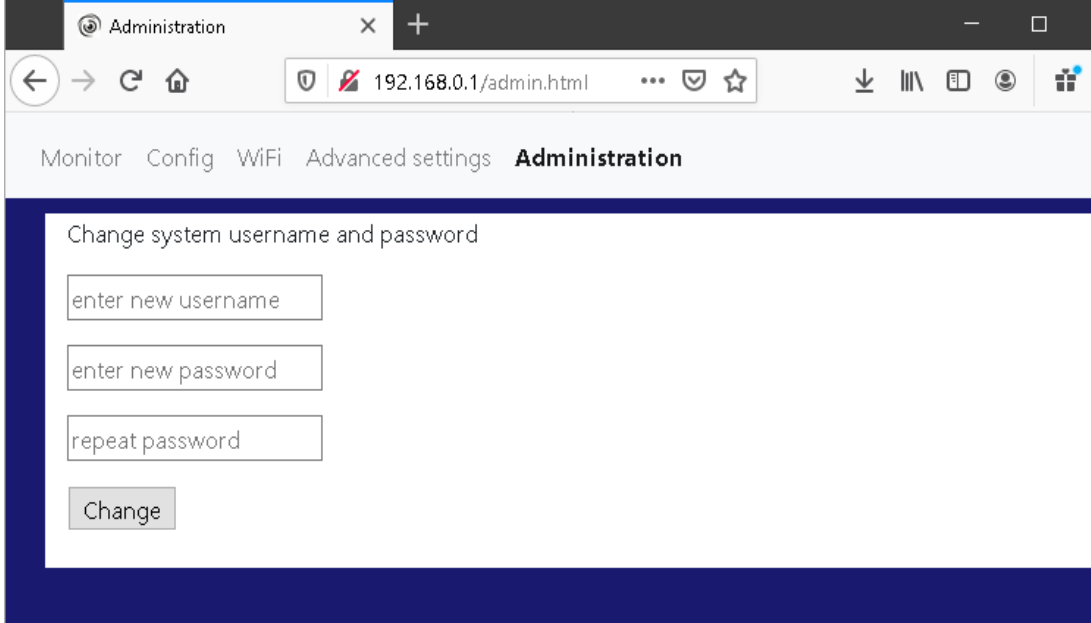 Administration
192.168.0.1/admin.html
Monitor Config WiFi Advanced settings Administration
Change system username and password
enter new username
enter new password
repeat password
Change